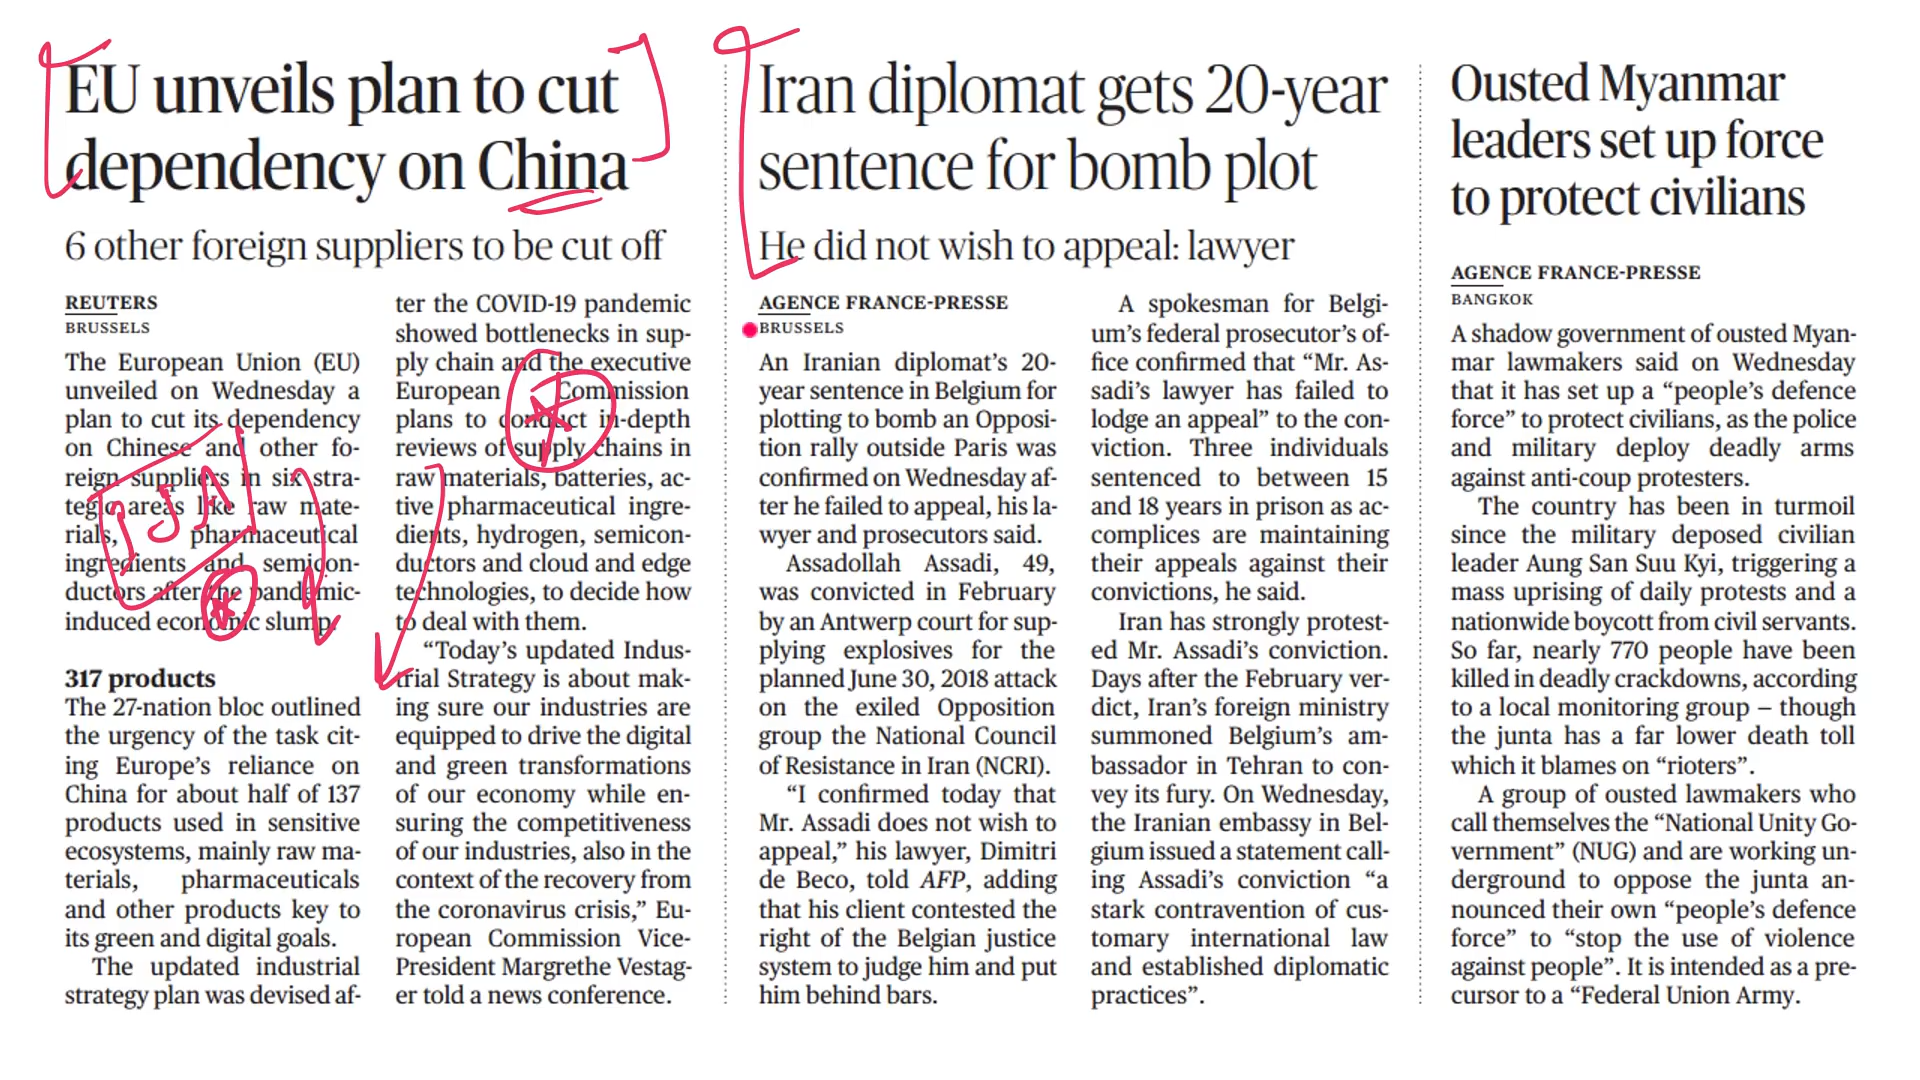 EU unveils plan to cut
dependency on China
6 other foreign suppliers to be cut off
REUTERS
BRUSSELS
The European Union (EU)
unveiled on Wednesday a
plan to cut its dependency
on Chinese and other fo-
reign suppliers in six stra-
tegic areas like raw mate-
rials, pharmaceutical
ingredients and semicon-
ductors after the pandemic-
induced economic slump.
317 products
The 27-nation bloc outlined
the urgency of the task cit-
ing Europe's reliance on
China for about half of 137
products used in sensitive
ecosystems, mainly raw ma-
terials, pharmaceuticals
and other products key to
its green and digital goals.
The updated industrial
strategy plan was devised af-
ter the COVID-19 pandemic
showed bottlenecks in sup-
ply chain and the executive
European Commission
plans to conduct in-depth
reviews of supply chains in
raw materials, batteries, ac-
tive pharmaceutical ingre-
dients, hydrogen, semicon-
ductors and cloud and edge
technologies, to decide how
to deal with them.
“Today's updated Indus-
trial Strategy is about mak-
ing sure our industries are
equipped to drive the digital
and green transformations
of our economy while en-
suring the competitiveness
of our industries, also in the
context of the recovery from
the coronavirus crisis,” Eu-
ropean Commission Vice-
President Margrethe Vestag-
er told a news conference.
Iran diplomat gets 20-year
sentence for bomb plot
He did not wish to appeal: lawyer
AGENCE FRANCE-PRESSE
BRUSSELS
An Iranian diplomat's 20-
year sentence in Belgium for
plotting to bomb an Opposi-
tion rally outside Paris was
confirmed on Wednesday af-
ter he failed to appeal, his la-
wyer and prosecutors said.
Assadollah Assadi, 49,
was convicted in February
by an Antwerp court for sup-
plying explosives for the
planned June 30, 2018 attack
on the exiled Opposition
group the National Council
of Resistance in Iran (NCRI).
“I confirmed today that
Mr. Assadi does not wish to
appeal,” his lawyer, Dimitri
de Beco, told AFP, adding
that his client contested the
right of the Belgian justice
system to judge him and put
him behind bars.
A spokesman for Belgi-
um's federal prosecutor's of-
fice confirmed that “Mr. As-
sadi's lawyer has failed to
lodge an appeal” to the con-
viction. Three individuals
sentenced to between 15
and 18 years in prison as ac-
complices are maintaining
their appeals against their
convictions, he said.
Iran has strongly protest-
ed Mr. Assadi's conviction.
Days after the February ver-
dict, Iran's foreign ministry
summoned Belgium's am-
bassador in Tehran to con-
vey its fury. On Wednesday,
the Iranian embassy in Bel-
gium issued a statement call-
ing Assadi's conviction “a
stark contravention of cus-
tomary international law
and established diplomatic
practices”.
Ousted Myanmar
leaders set up force
to protect civilians
AGENCE FRANCE-PRESSE
BANGKOK
A shadow government of ousted Myan-
mar lawmakers said on Wednesday
that it has set up a “people's defence
force” to protect civilians, as the police
and military deploy deadly arms
against anti-coup protesters.
The country has been in turmoil
since the military deposed civilian
leader Aung San Suu Kyi, triggering a
mass uprising of daily protests and a
nationwide boycott from civil servants.
So far, nearly 770 people have been
killed in deadly crackdowns, according
to a local monitoring group – though
the junta has a far lower death toll
which it blames on “rioters”.
A group of ousted lawmakers who
call themselves the “National Unity Go-
vernment” (NUG) and are working un-
derground to oppose the junta an-
nounced their own “people's defence
force” to “stop the use of violence
against people”. It is intended as a pre-
cursor to a “Federal Union Army.